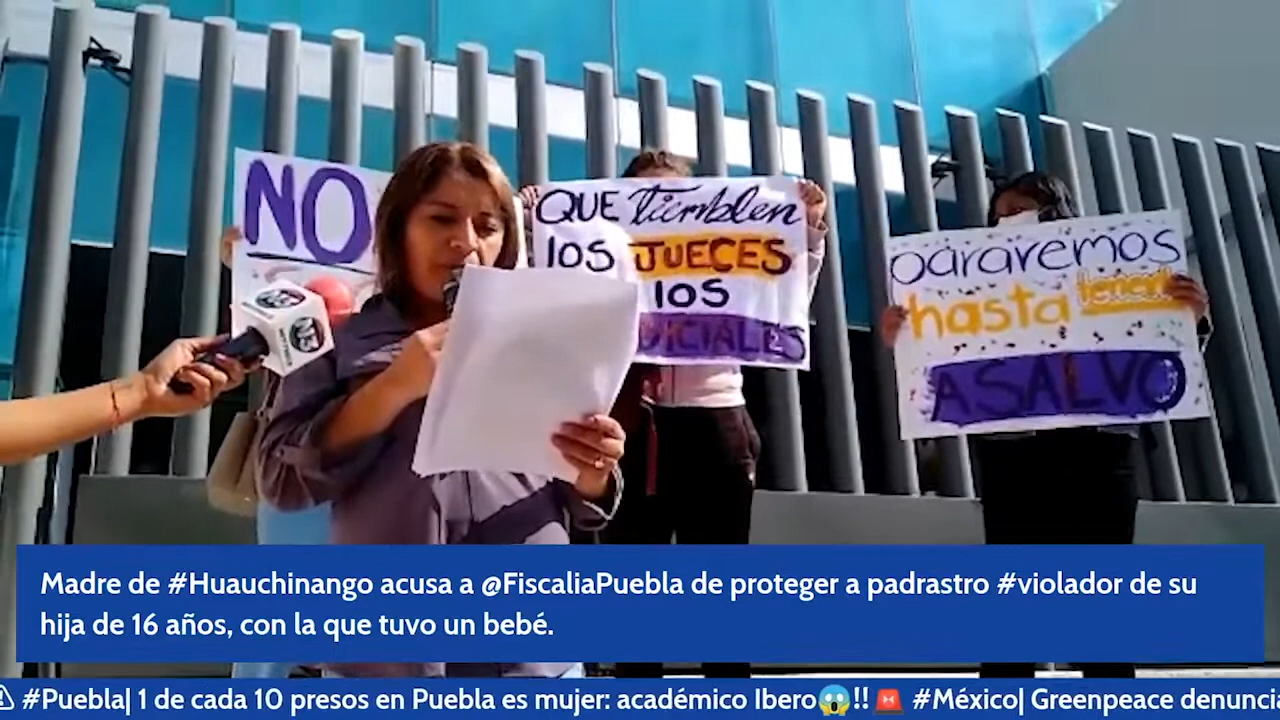 NO
QUE tiemblen
los JUECES
los
JUDICIALES
pararemos
hasta tenerl
A SALVO
Madre de #Huauchinango acusa a @FiscaliaPuebla de proteger a padrastro #violador de su
hija de 16 años, con la que tuvo un bebé.
#Puebla| 1 de cada 10 presos en Puebla es mujer: académico Ibero😱!!🚨 #México| Greenpeace denunci